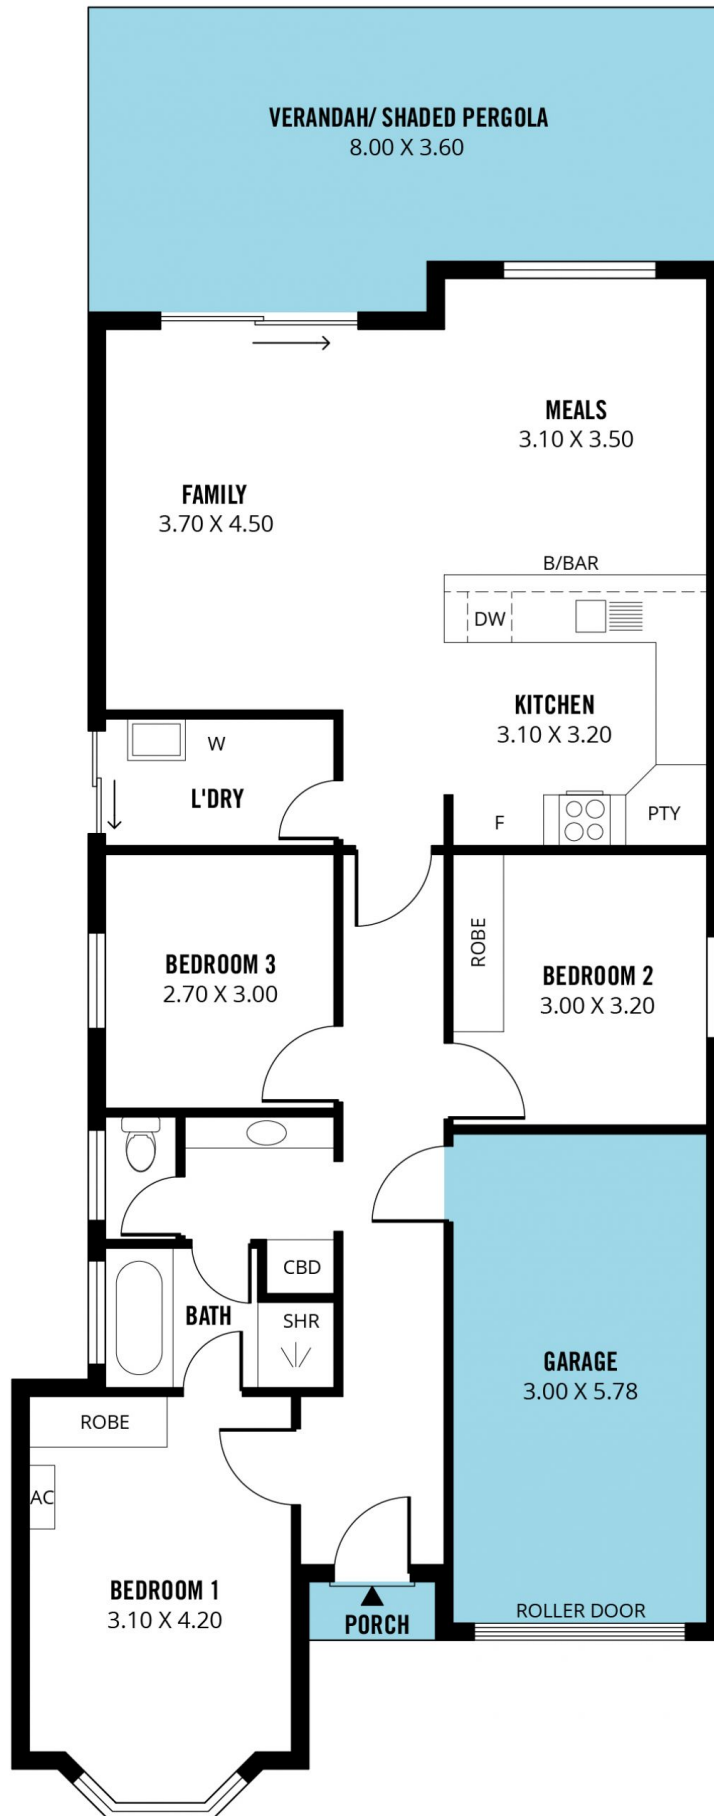 VERANDAH/ SHADED PERGOLA
8.00 X 3.60
MEALS
3.10 X 3.50
FAMILY
3.70 X 4.50
B/BAR
DW
KITCHEN
3.10 X 3.20
W
L'DRY
F
PTY
ROBE
BEDROOM 3
2.70 X 3.00
BEDROOM 2
3.00 X 3.20
CBD
BATH
SHR
GARAGE
3.00 X 5.78
ROBE
AC
BEDROOM 1
3.10 X 4.20
PORCH
ROLLER DOOR